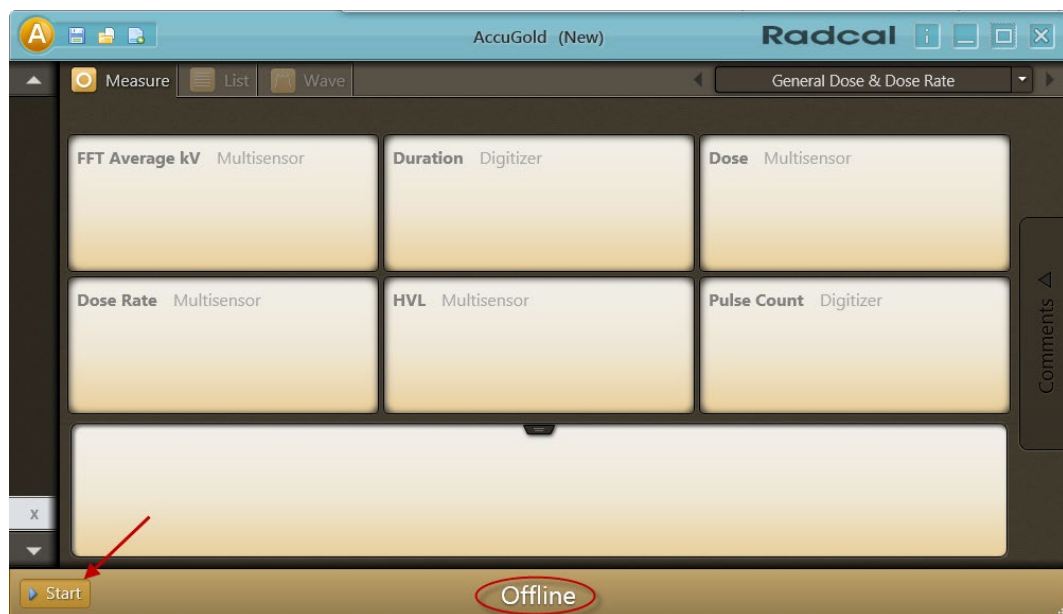 A
AccuGold (New)
Radcal
i
Measure
List
Wave
General Dose & Dose Rate
FFT Average kV Multisensor
Duration Digitizer
Dose Multisensor
Dose Rate Multisensor
HVL Multisensor
Pulse Count Digitizer
Comments
x
Start
Offline